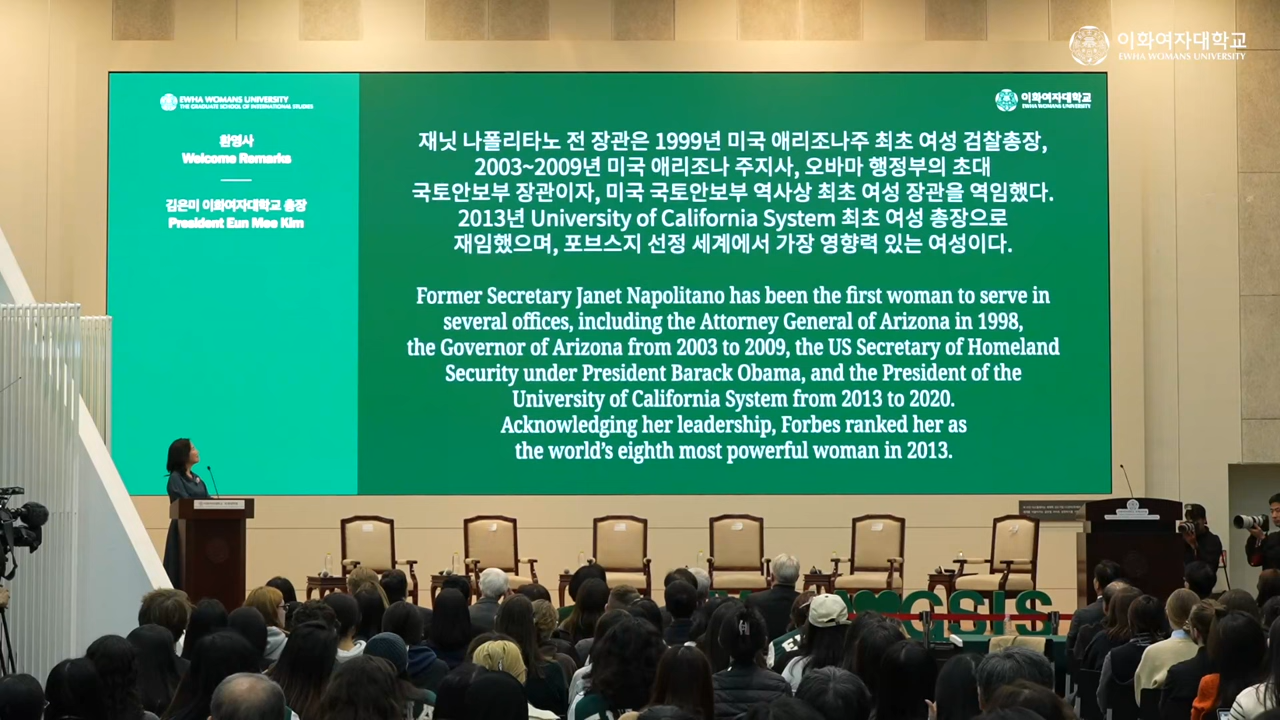 이화여자대학교
EWHA WOMANS UNIVERSITY
EWHA WOMANS UNIVERSITY
THE GRADUATE SCHOOL OF INTERNATIONAL STUDIES
환영사
Welcome Remarks
김은미 이화여자대학교 총장
President Eun Mee Kim
이화여자대학교
EWHA WOMANS UNIVERSITY
재닛 나폴리타노 전 장관은 1999년 미국 애리조나주 최초 여성 검찰총장,
2003~2009년 미국 애리조나 주지사, 오바마 행정부의 초대
국토안보부 장관이자, 미국 국토안보부 역사상 최초 여성 장관을 역임했다.
2013년 University of California System 최초 여성 총장으로
재임했으며, 포브스지 선정 세계에서 가장 영향력 있는 여성이다.
Former Secretary Janet Napolitano has been the first woman to serve in
several offices, including the Attorney General of Arizona in 1998,
the Governor of Arizona from 2003 to 2009, the US Secretary of Homeland
Security under President Barack Obama, and the President of the
University of California System from 2013 to 2020.
Acknowledging her leadership, Forbes ranked her as
the world's eighth most powerful woman in 2013.
GSIS